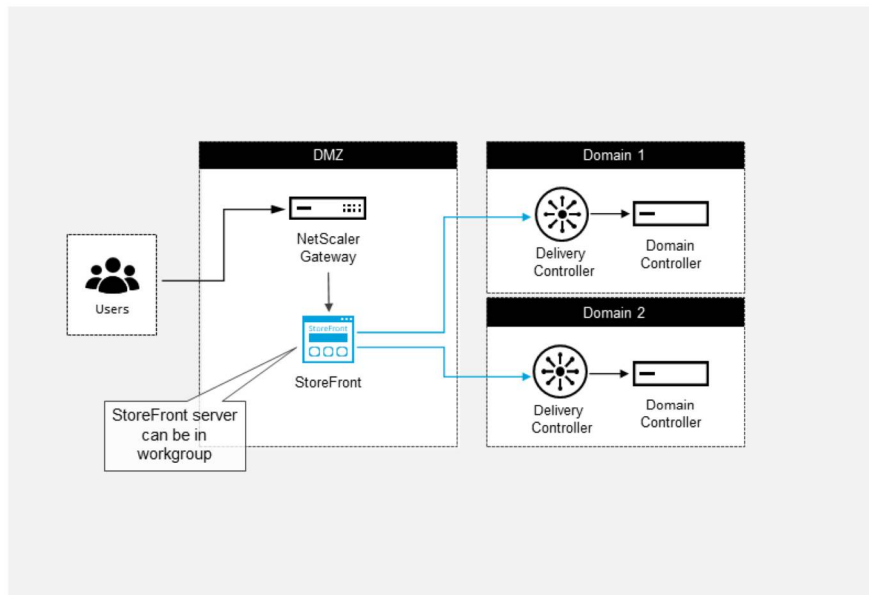 DMZ
NetScaler
Gateway
StoreFront
StoreFront
Users
StoreFront server
can be in
workgroup
Domain 1
Delivery
Controller
Domain
Controller
Domain 2
Delivery
Controller
Domain
Controller